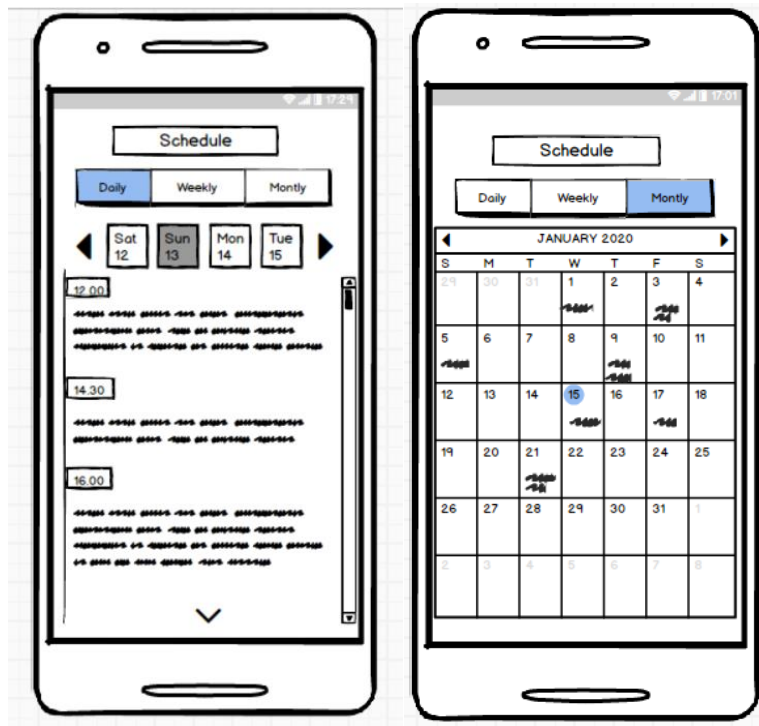 17:29
Schedule
Daily Weekly Montly
Sat Sun Mon Tue
12 13 14 15
12.00
14.30
16.00
17:01
Schedule
Daily Weekly Montly
JANUARY 2020
S M T W T F S
29 30 31 1 2 3 4
5 6 7 8 9 10 11
12 13 14 15 16 17 18
19 20 21 22 23 24 25
26 27 28 29 30 31 1
2 3 4 5 6 7 8